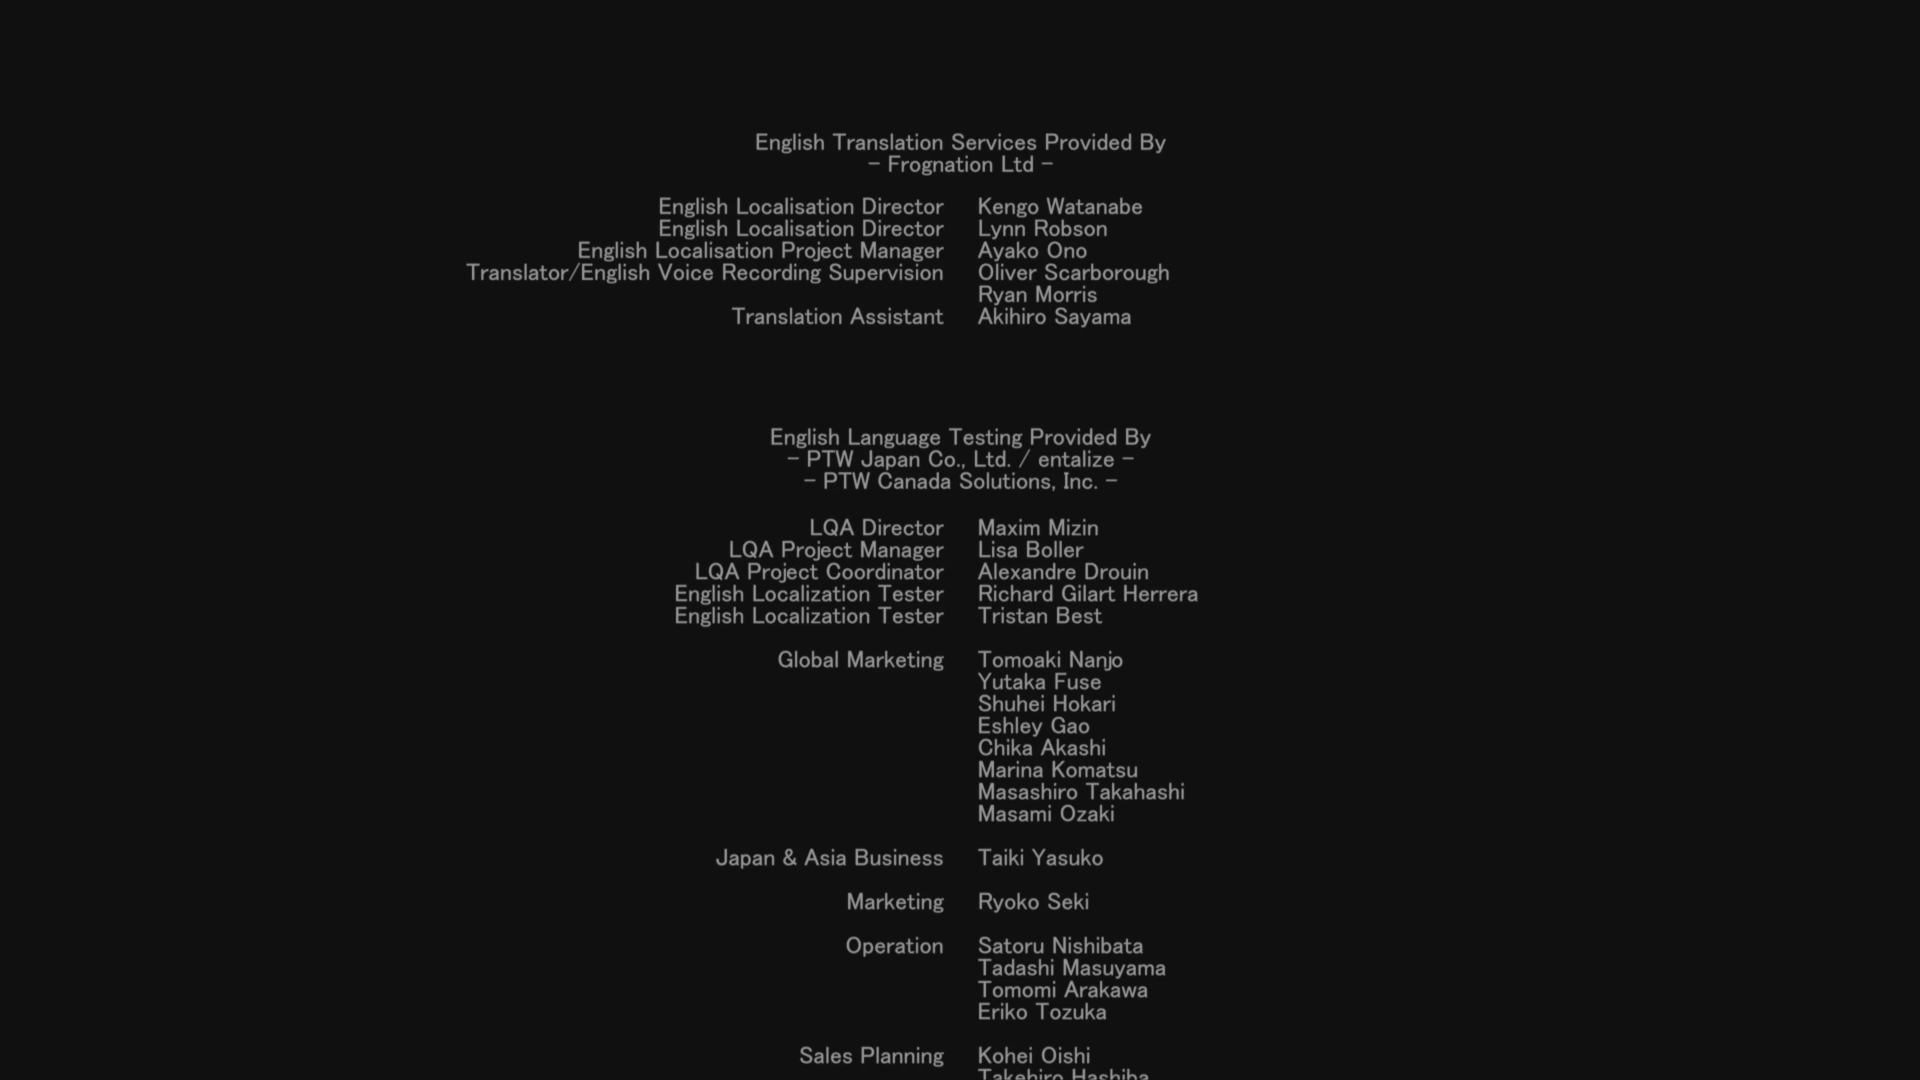 English Translation Services Provided By
- Frognation Ltd -
English Localisation Director Kengo Watanabe
English Localisation Director Lynn Robson
English Localisation Project Manager Ayako Ono
Translator/English Voice Recording Supervision Oliver Scarborough
Ryan Morris
Translation Assistant Akihiro Sayama
English Language Testing Provided By
- PTW Japan Co., Ltd. / entalize -
- PTW Canada Solutions, Inc. -
LQA Director Maxim Mizin
LQA Project Manager Lisa Boller
LQA Project Coordinator Alexandre Drouin
English Localization Tester Richard Gilart Herrera
English Localization Tester Tristan Best
Global Marketing Tomoaki Nanjo
Yutaka Fuse
Shuhei Hokari
Eshley Gao
Chika Akashi
Marina Komatsu
Masashiro Takahashi
Masami Ozaki
Japan & Asia Business Taiki Yasuko
Marketing Ryoko Seki
Operation Satoru Nishibata
Tadashi Masuyama
Tomomi Arakawa
Eriko Tozuka
Sales Planning Kohei Oishi
Takehiro Hashiba